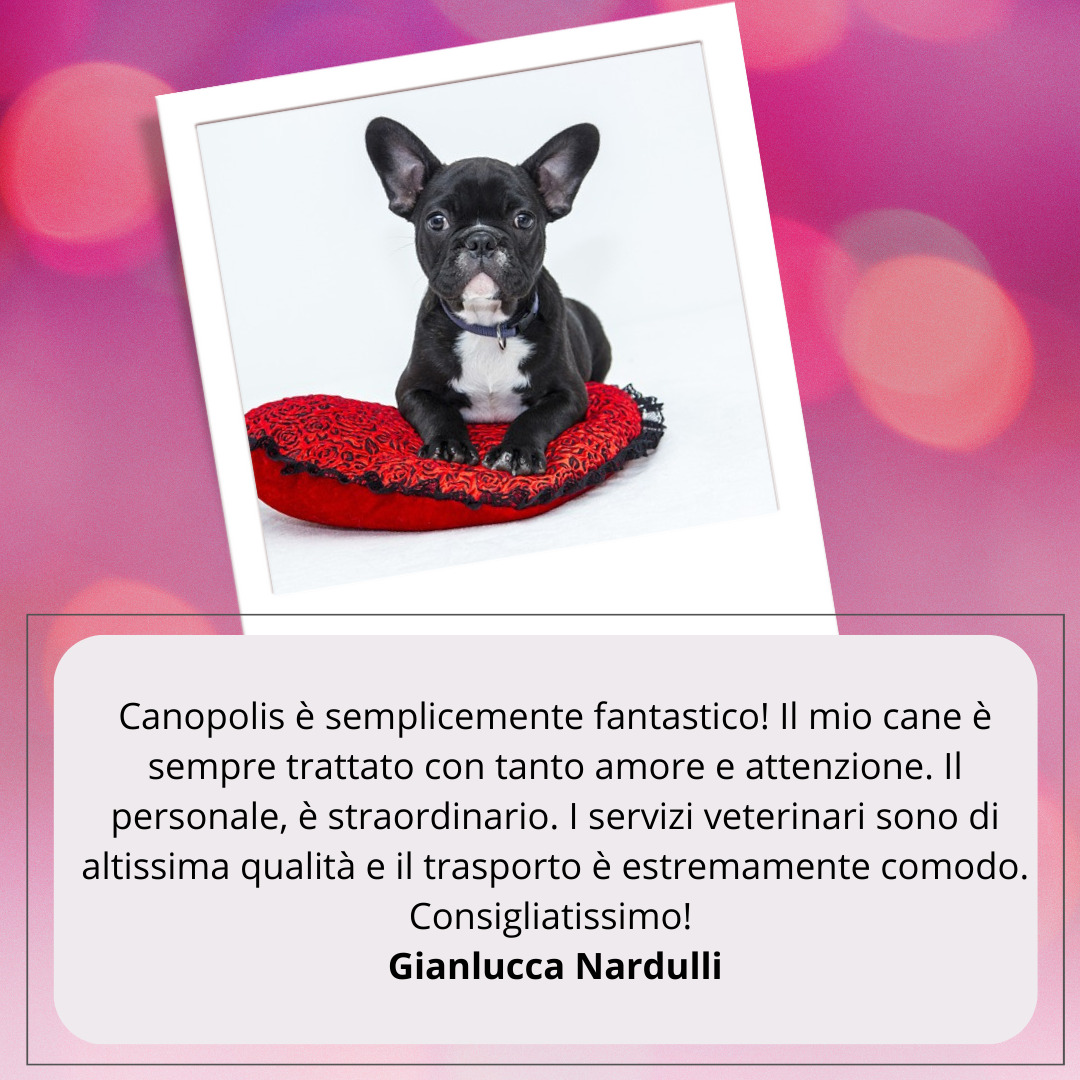 Canopolis è semplicemente fantastico! Il mio cane è
sempre trattato con tanto amore e attenzione. Il
personale, è straordinario. I servizi veterinari sono di
altissima qualità e il trasporto è estremamente comodo.
Consigliatissimo!
Gianlucca Nardulli